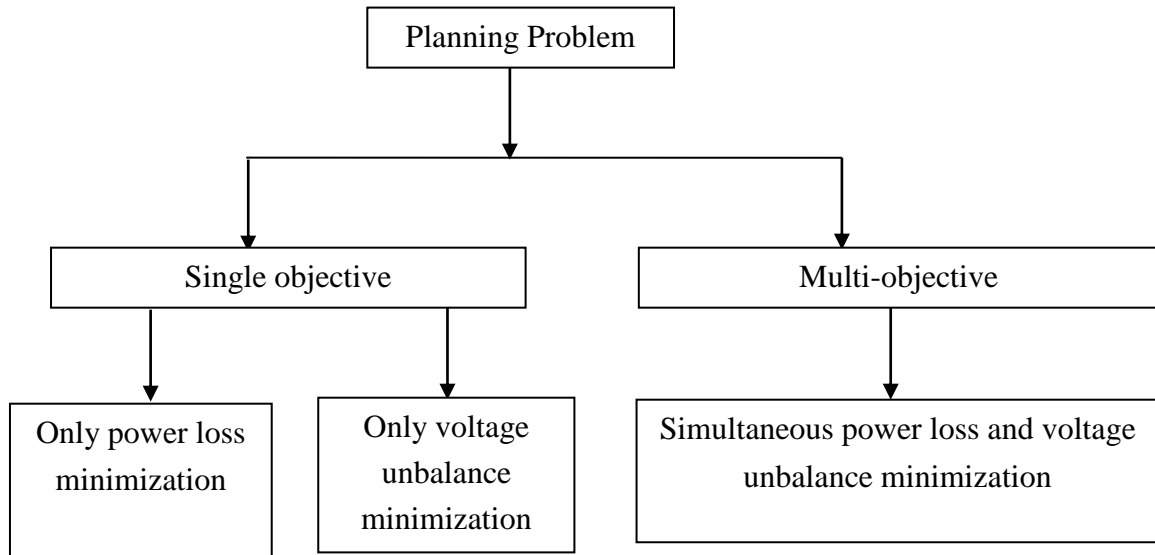 Planning Problem
Single objective
Multi-objective
Only power loss
minimization
Only voltage
unbalance
minimization
Simultaneous power loss and voltage
unbalance minimization